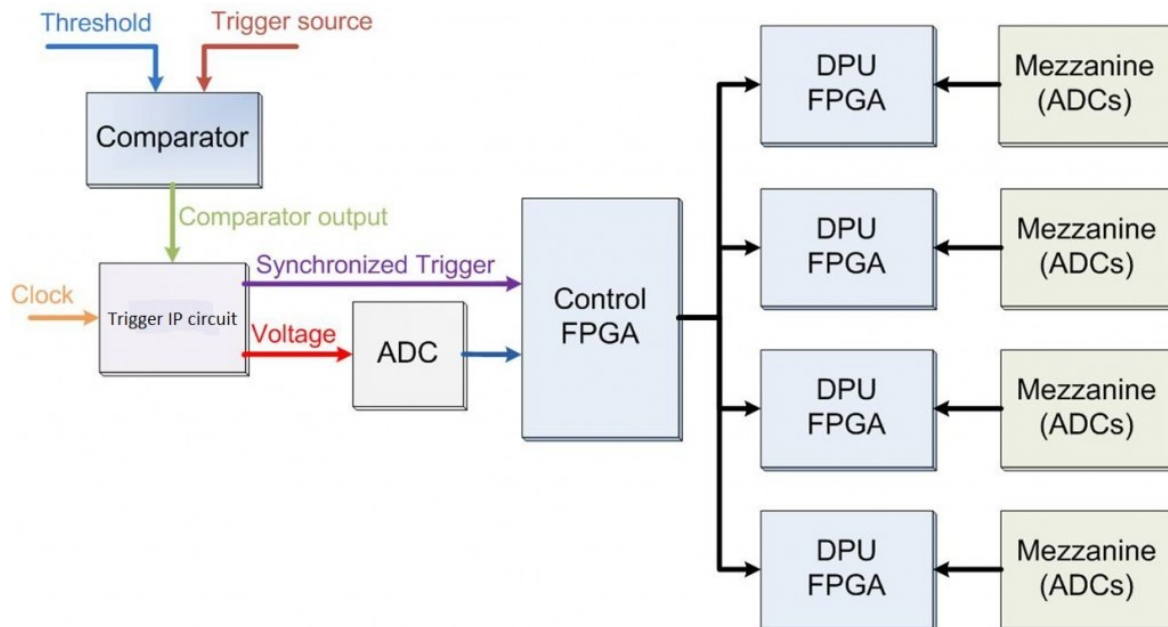 Threshold
Trigger source
Comparator
Comparator output
Clock
Trigger IP circuit
Synchronized Trigger
Voltage
ADC
Control
FPGA
DPU
FPGA
Mezzanine
(ADCs)
DPU
FPGA
Mezzanine
(ADCs)
DPU
FPGA
Mezzanine
(ADCs)
DPU
FPGA
Mezzanine
(ADCs)